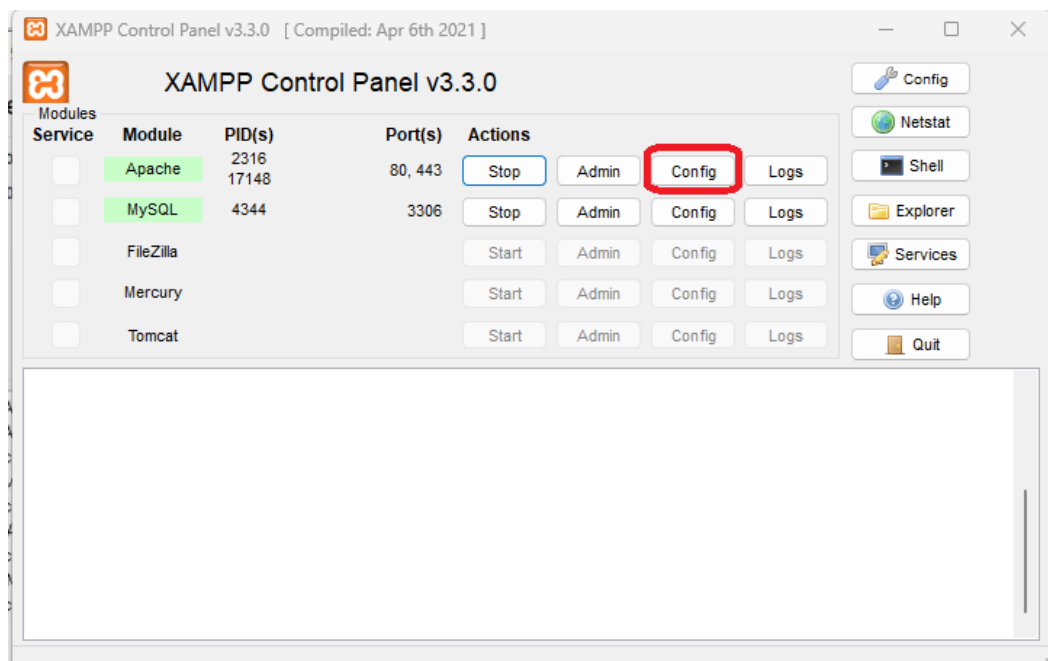 XAMPP Control Panel v3.3.0 [ Compiled: Apr 6th 2021 ]
XAMPP Control Panel v3.3.0
Config
Modules
Service Module PID(s) Port(s) Actions
Netstat
Apache 2316 17148 80, 443 Stop Admin Config Logs
Shell
MySQL 4344 3306 Stop Admin Config Logs
Explorer
FileZilla Start Admin Config Logs
Services
Mercury Start Admin Config Logs
Help
Tomcat Start Admin Config Logs
Quit